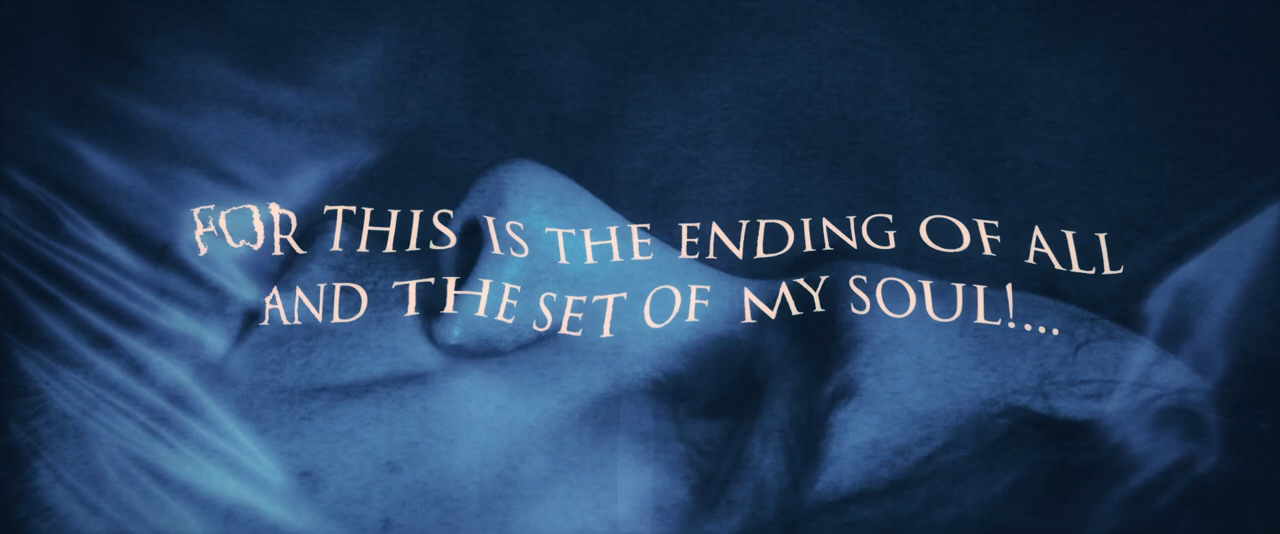 FOR THIS IS THE ENDING OF ALL
AND THE SET OF MY SOUL!....